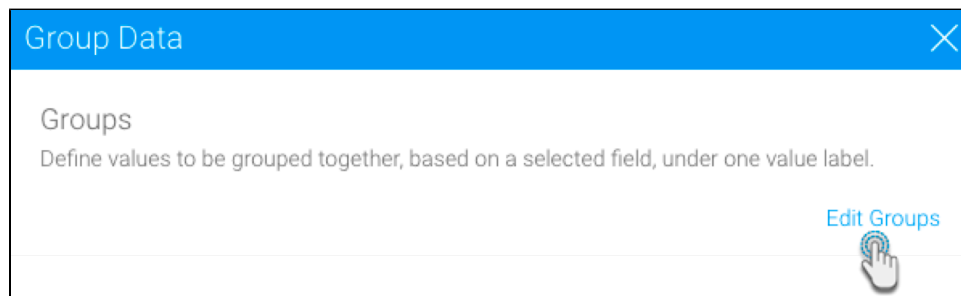 Group Data
Groups
Define values to be grouped together, based on a selected field, under one value label.
Edit Groups